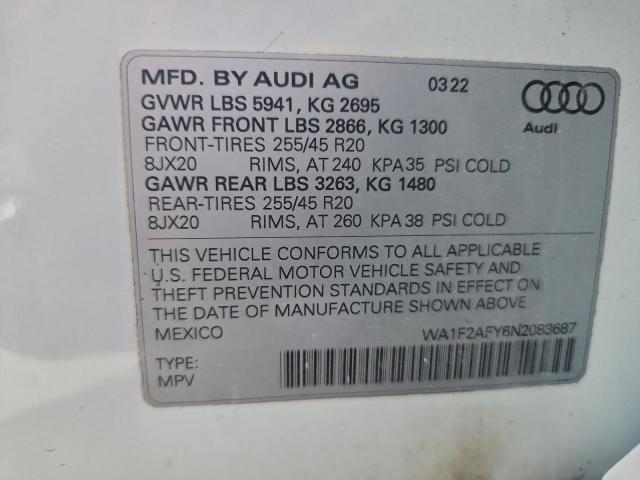 MFD. BY AUDI AG 03 22
GVWR LBS 5941, KG 2695
GAWR FRONT LBS 2866, KG 1300
FRONT-TIRES 255/45 R20
8JX20 RIMS, AT 240 KPA 35 PSI COLD
GAWR REAR LBS 3263, KG 1480
REAR-TIRES 255/45 R20
8JX20 RIMS, AT 260 KPA 38 PSI COLD
Audi
THIS VEHICLE CONFORMS TO ALL APPLICABLE
U.S. FEDERAL MOTOR VEHICLE SAFETY AND
THEFT PREVENTION STANDARDS IN EFFECT ON
THE DATE OF MANUFACTURE SHOWN ABOVE.
MEXICO WA1F2AFY6N2083687
TYPE:
MPV